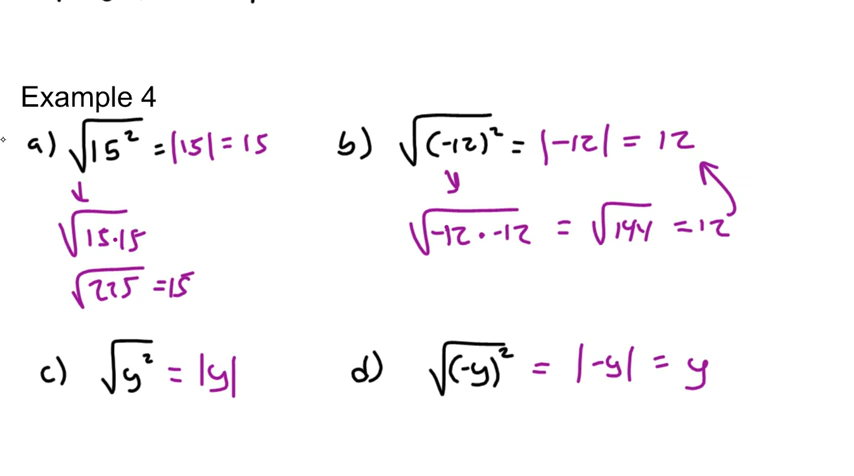 Example 4
a) √15² = |15| = 15
b) √(-12)² = |-12| = 12
√15·15
√-12·-12 = √144 = 12
√225 = 15
c) √y² = |y|
d) √(-y)² = |-y| = y